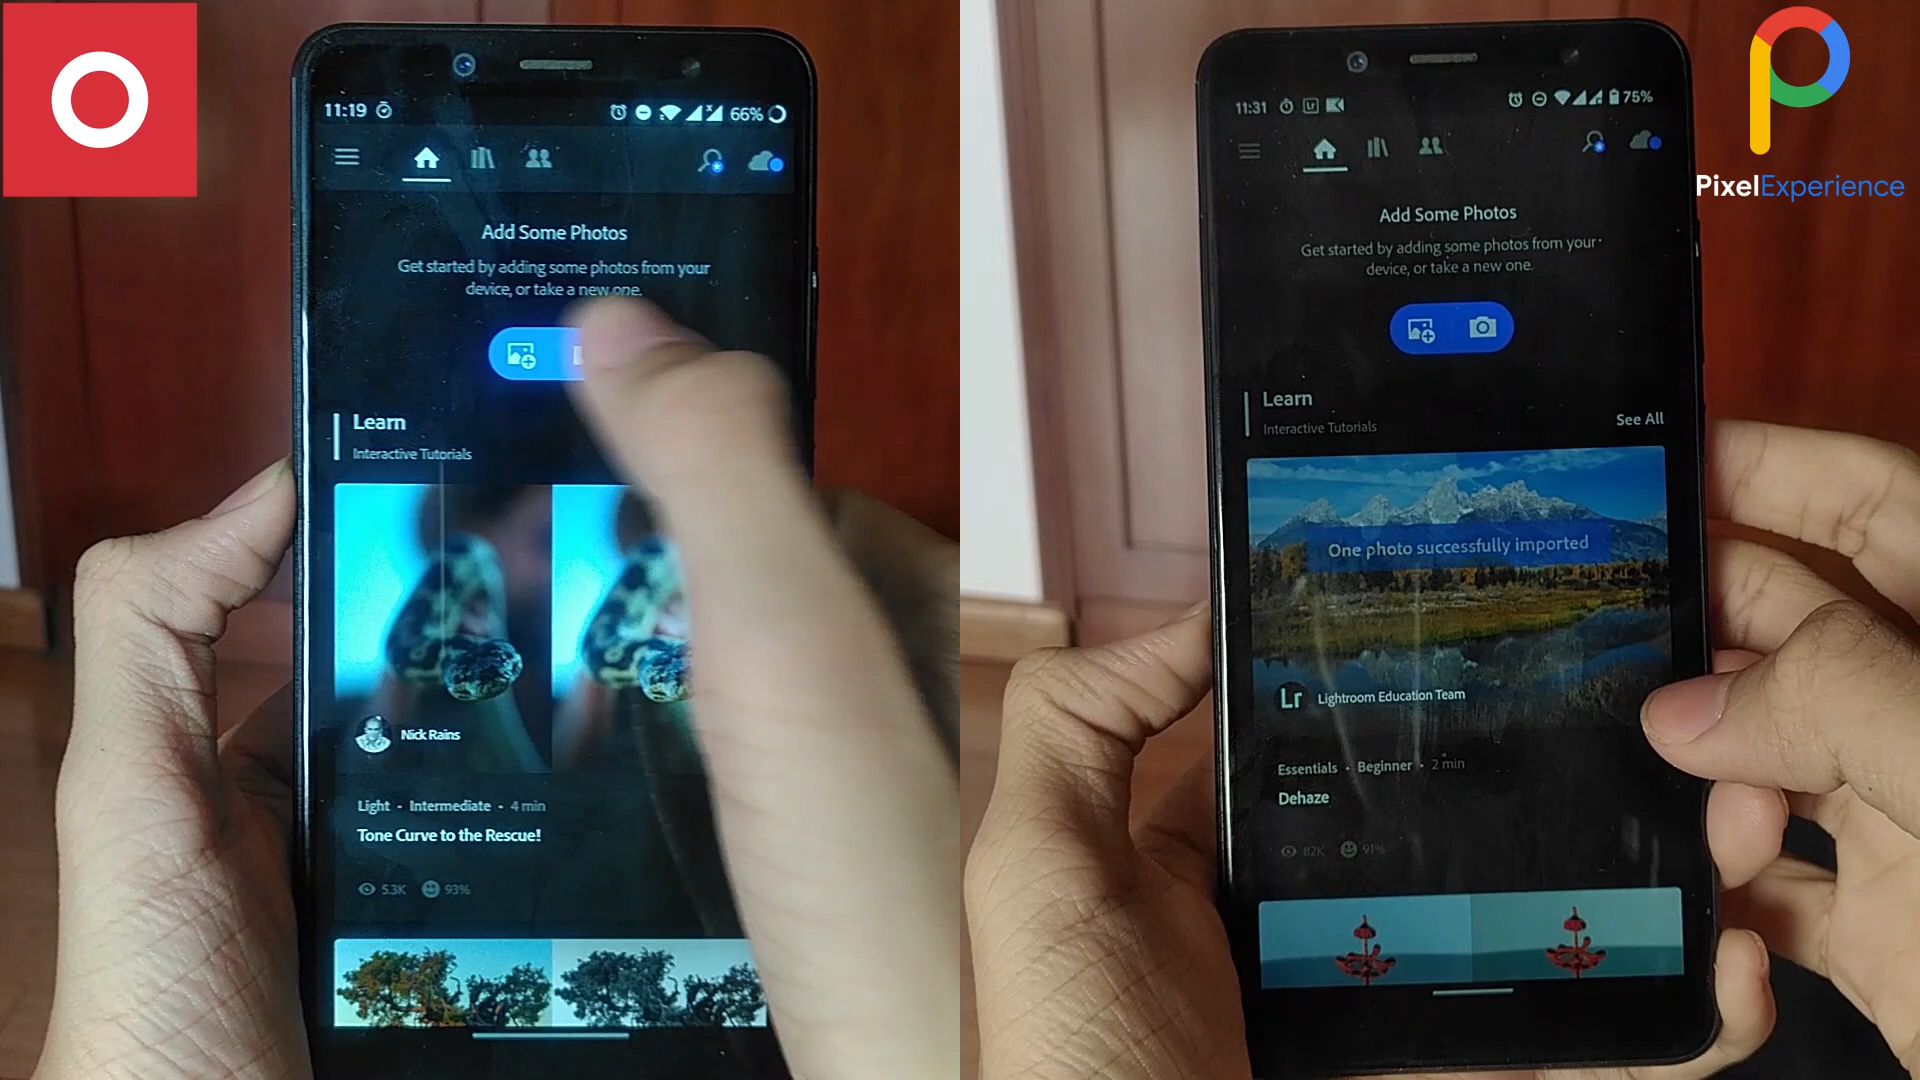 11:19
66%
Add Some Photos
Get started by adding some photos from your
device, or take a new one.
Learn
Interactive Tutorials
Nick Rains
Light - Intermediate - 4 min
Tone Curve to the Rescue!
5.3K 93%
11:31 Lr
75%
PixelExperience
Add Some Photos
Get started by adding some photos from your
device, or take a new one.
Learn
Interactive Tutorials
See All
One photo successfully imported
Lr Lightroom Education Team
Essentials • Beginner • 2 min
Dehaze
82K 91%